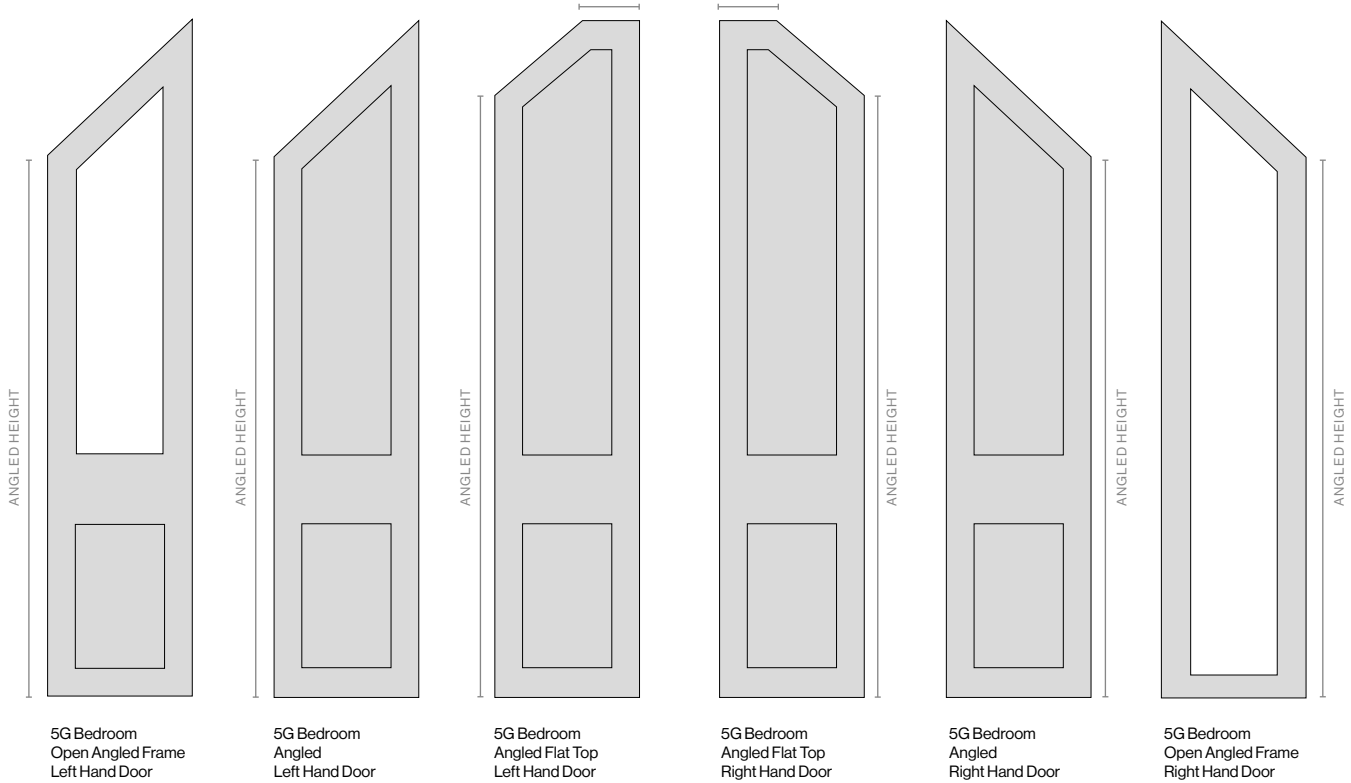 ANGLED HEIGHT
ANGLED HEIGHT
ANGLED HEIGHT
ANGLED HEIGHT
ANGLED HEIGHT
ANGLED HEIGHT
5G Bedroom
Open Angled Frame
Left Hand Door
5G Bedroom
Angled
Left Hand Door
5G Bedroom
Angled Flat Top
Left Hand Door
5G Bedroom
Angled Flat Top
Right Hand Door
5G Bedroom
Angled
Right Hand Door
5G Bedroom
Open Angled Frame
Right Hand Door